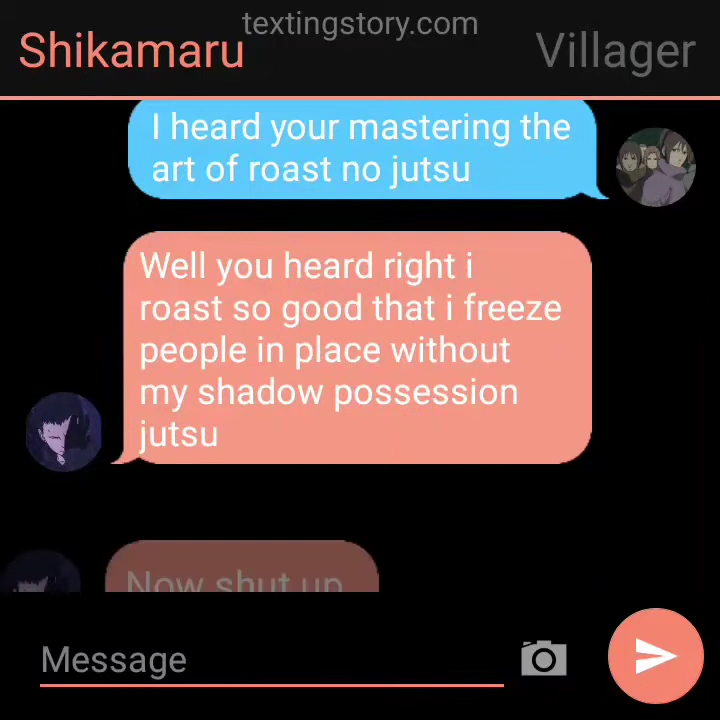 textingstory.com
Shikamaru
Villager
I heard your mastering the
art of roast no jutsu
Well you heard right i
roast so good that i freeze
people in place without
my shadow possession
jutsu
Now shut up
Message